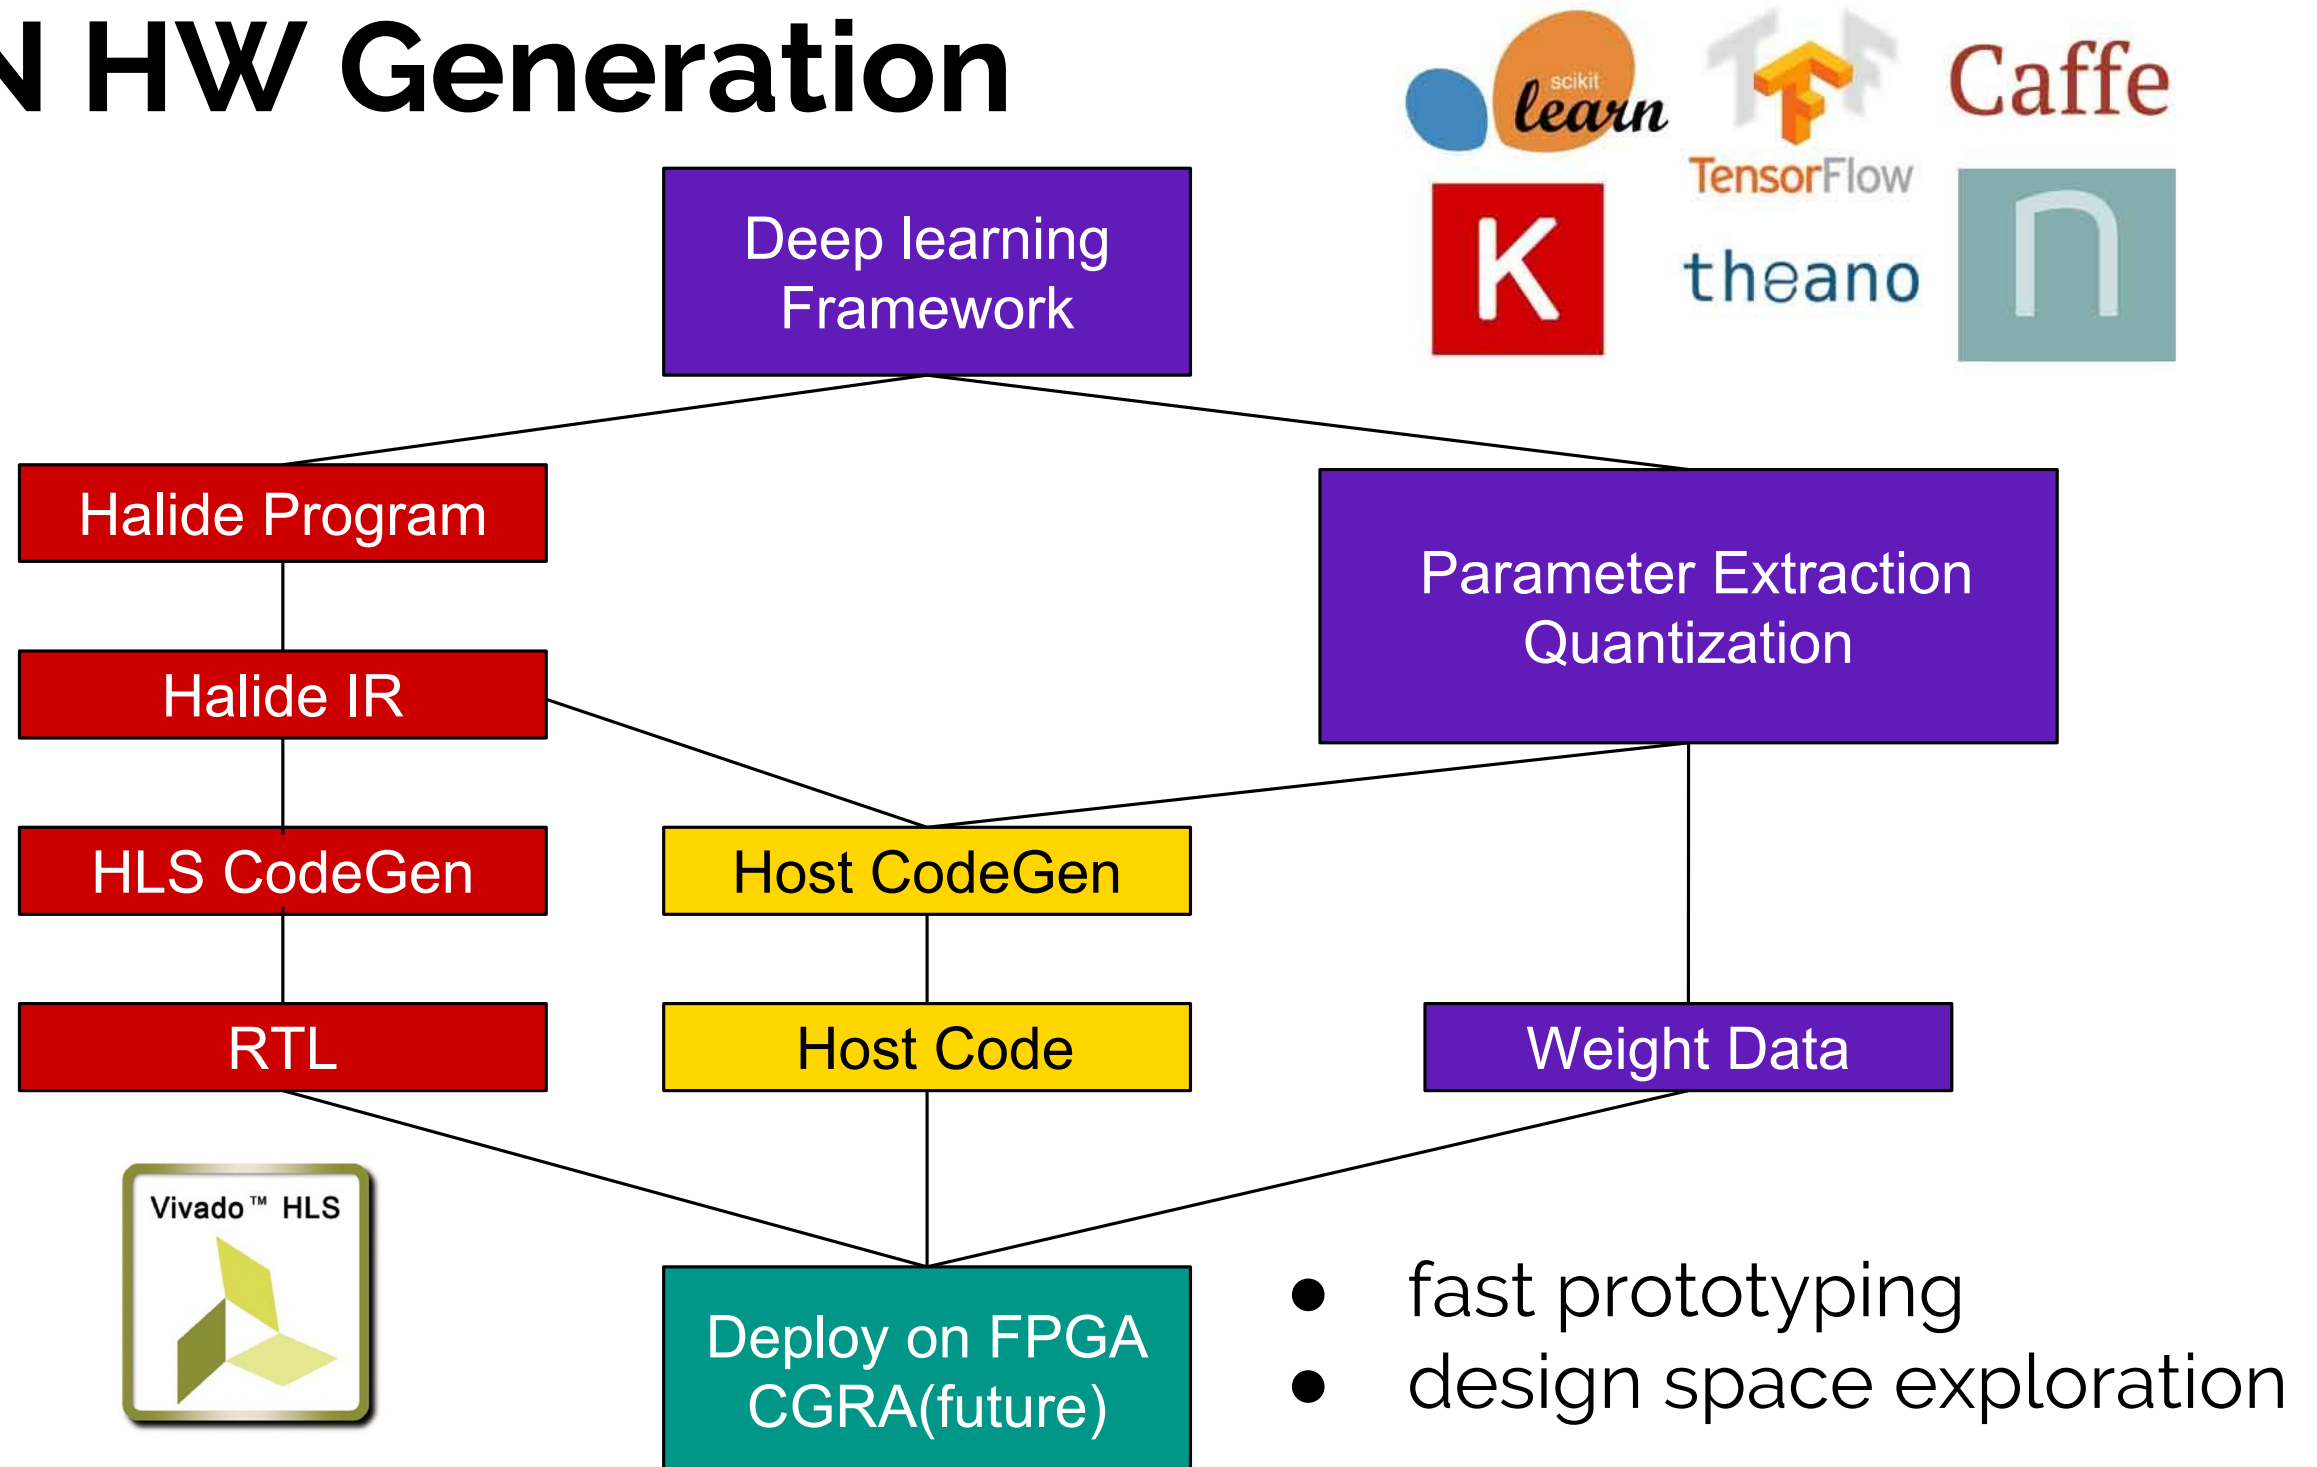 N HW Generation
scikit
learn
TensorFlow
Caffe
K
theano
n
Deep learning
Framework
Halide Program
Parameter Extraction
Quantization
Halide IR
HLS CodeGen
Host CodeGen
RTL
Host Code
Weight Data
Vivado™ HLS
Deploy on FPGA
CGRA(future)
● fast prototyping
● design space exploration